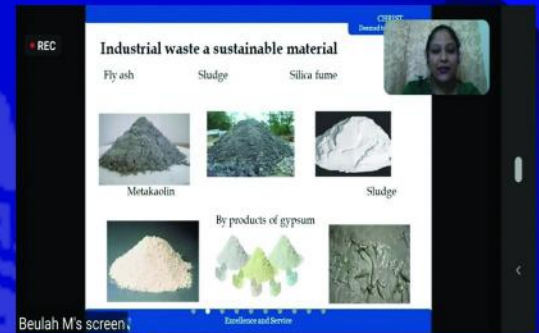 REC
CHRIST
Industrial waste a sustainable material
Fly ash Sludge Silica fume
Metakaolin Sludge
By products of gypsum
Excellence and Service
Beulah M's screen